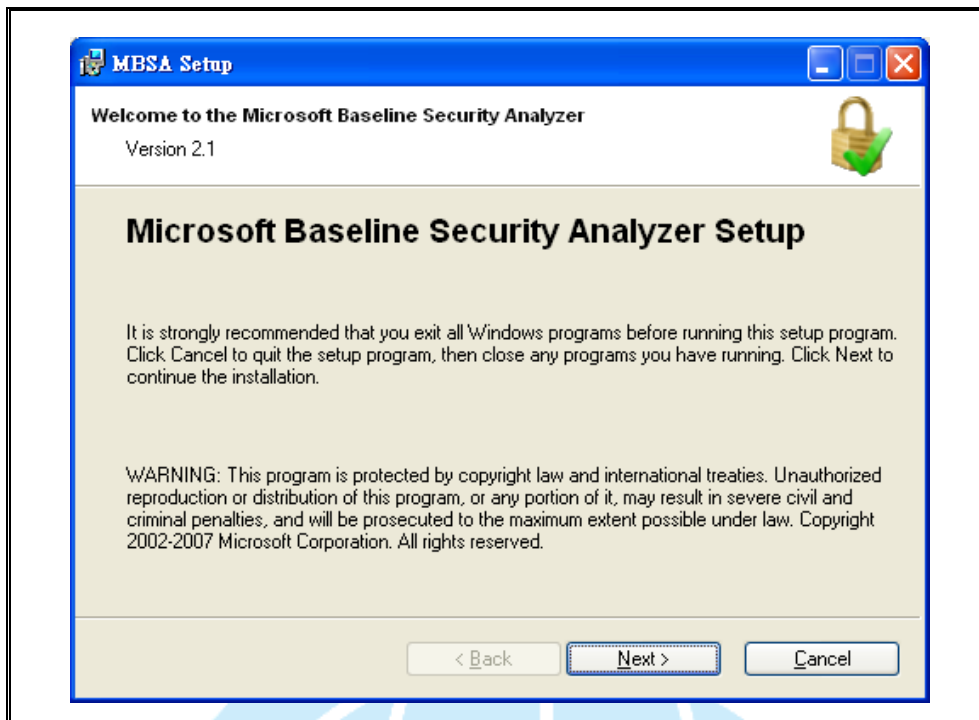 MBSA Setup
Welcome to the Microsoft Baseline Security Analyzer
Version 2.1
Microsoft Baseline Security Analyzer Setup
It is strongly recommended that you exit all Windows programs before running this setup program.
Click Cancel to quit the setup program, then close any programs you have running. Click Next to
continue the installation.
WARNING: This program is protected by copyright law and international treaties. Unauthorized
reproduction or distribution of this program, or any portion of it, may result in severe civil and
criminal penalties, and will be prosecuted to the maximum extent possible under law. Copyright
2002-2007 Microsoft Corporation. All rights reserved.
< Back Next > Cancel